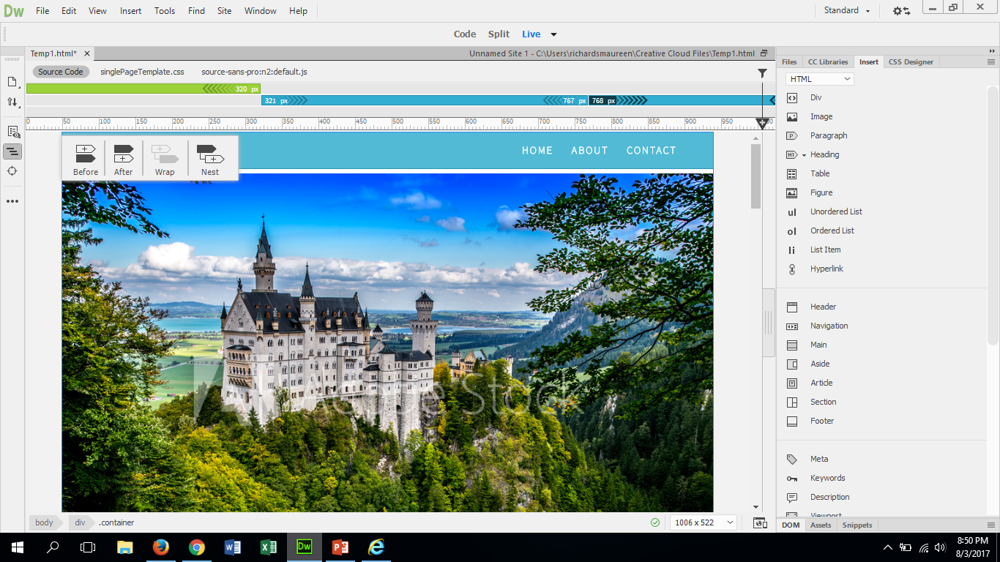 Dw File Edit View Insert Tools Find Site Window Help Standard
Code Split Live
Temp1.html* Unnamed Site 1 - C:\Users\richardsmaureen\Creative Cloud Files\Temp1.html
Source Code singlePageTemplate.css source-sans-pro:n2:default.js
320 px
321 px 767 px 768 px
0 50 100 150 200 250 300 350 400 450 500 550 600 650 700 750 800 850 900 950
Before After Wrap Nest
HOME ABOUT CONTACT
Adobe Stock
body div .container 1006 x 522
Files CC Libraries Insert CSS Designer
HTML
Div
Image
Paragraph
H1 Heading
Table
Figure
ul Unordered List
ol Ordered List
li List Item
Hyperlink
Header
Navigation
Main
Aside
Article
Section
Footer
Meta
Keywords
Description
Viewport
DOM Assets Snippets
8:50 PM
8/3/2017